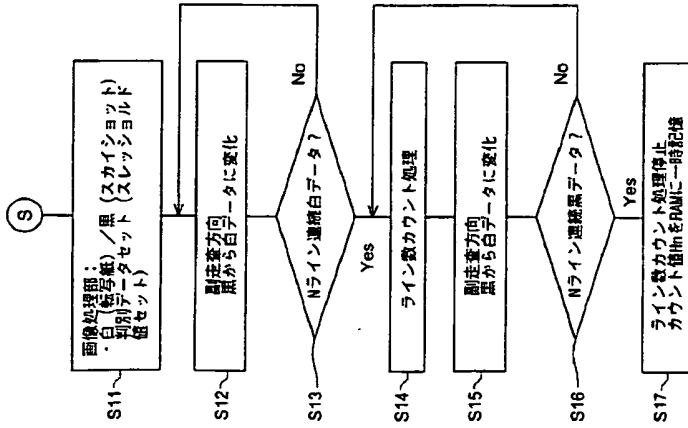 S
S11
画像処理部:
・白(転写紙)/黒(スカイショット)
判別データセット(スレッショルド
値セット)
S12
副走査方向
黒から白データに変化
S13
Nライン連続白データ?
No
Yes
S14
ライン数カウント処理
S15
副走査方向
黒から白データに変化
S16
Nライン連続黒データ?
No
Yes
S17
ライン数カウント処理停止
カウント値HnをRAMに一時記憶